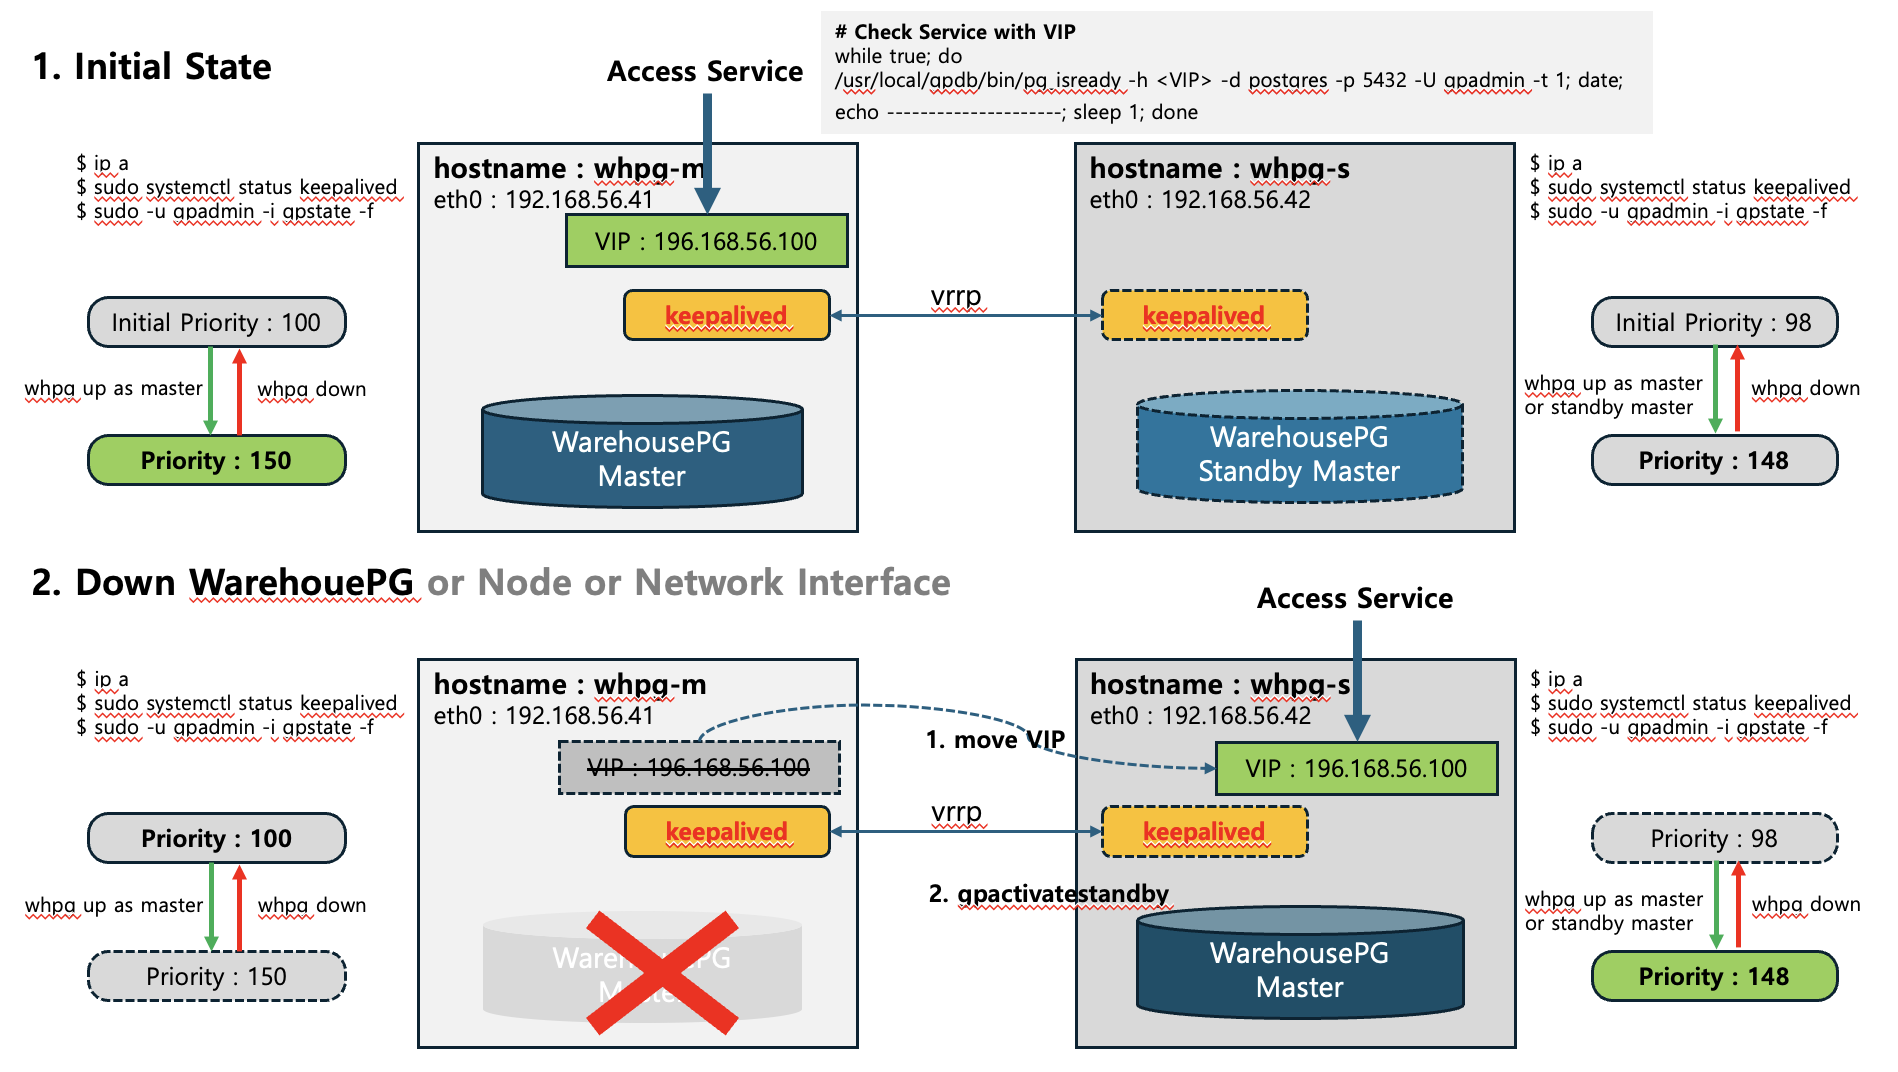 1. Initial State
Access Service
# Check Service with VIP
while true; do
/usr/local/gpdb/bin/pg_isready -h <VIP> -d postgres -p 5432 -U gpadmin -t 1; date;
echo ---------------------; sleep 1; done
$ ip a
$ sudo systemctl status keepalived
$ sudo -u gpadmin -i gpstate -f
hostname : whpg-m
eth0 : 192.168.56.41
VIP : 196.168.56.100
keepalived
vrrp
hostname : whpg-s
eth0 : 192.168.56.42
keepalived
$ ip a
$ sudo systemctl status keepalived
$ sudo -u gpadmin -i gpstate -f
Initial Priority : 100
whpg up as master
whpg down
Priority : 150
WarehousePG
Master
WarehousePG
Standby Master
Initial Priority : 98
whpg up as master
or standby master
whpg down
Priority : 148
2. Down WarehouePG or Node or Network Interface
Access Service
$ ip a
$ sudo systemctl status keepalived
$ sudo -u gpadmin -i gpstate -f
hostname : whpg-m
eth0 : 192.168.56.41
VIP : 196.168.56.100
keepalived
1. move VIP
vrrp
2. gpactivatestandby
hostname : whpg-s
eth0 : 192.168.56.42
VIP : 196.168.56.100
keepalived
$ ip a
$ sudo systemctl status keepalived
$ sudo -u gpadmin -i gpstate -f
Priority : 100
whpg up as master
whpg down
Priority : 150
WarehousePG
Master
WarehousePG
Master
Priority : 98
whpg up as master
or standby master
whpg down
Priority : 148